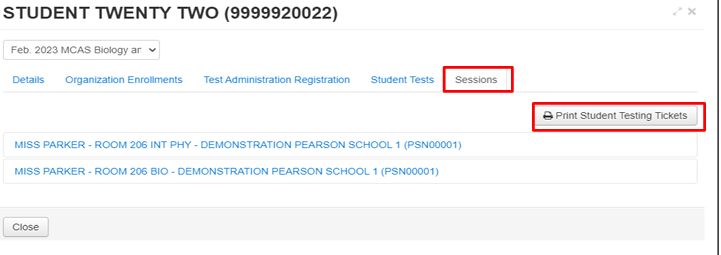 STUDENT TWENTY TWO (9999920022)
Feb. 2023 MCAS Biology ar
Details Organization Enrollments Test Administration Registration Student Tests Sessions
Print Student Testing Tickets
MISS PARKER - ROOM 206 INT PHY - DEMONSTRATION PEARSON SCHOOL 1 (PSN00001)
MISS PARKER - ROOM 206 BIO - DEMONSTRATION PEARSON SCHOOL 1 (PSN00001)
Close